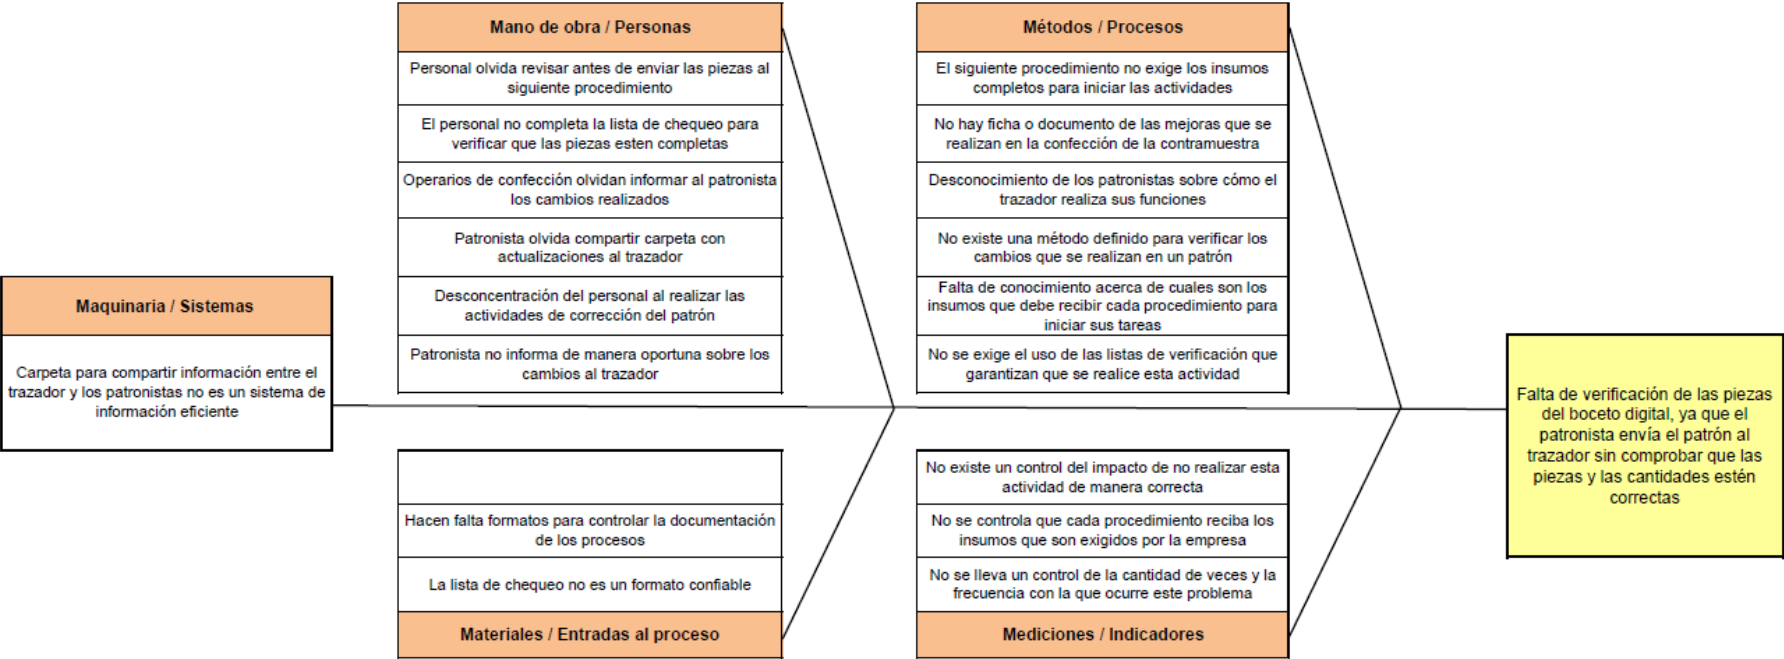 Mano de obra / Personas
Personal olvida revisar antes de enviar las piezas al
siguiente procedimiento
El personal no completa la lista de chequeo para
verificar que las piezas esten completas
Operarios de confección olvidan informar al patronista
los cambios realizados
Patronista olvida compartir carpeta con
actualizaciones al trazador
Desconcentración del personal al realizar las
actividades de corrección del patrón
Patronista no informa de manera oportuna sobre los
cambios al trazador
Métodos / Procesos
El siguiente procedimiento no exige los insumos
completos para iniciar las actividades
No hay ficha o documento de las mejoras que se
realizan en la confección de la contramuestra
Desconocimiento de los patronistas sobre cómo el
trazador realiza sus funciones
No existe una método definido para verificar los
cambios que se realizan en un patrón
Falta de conocimiento acerca de cuales son los
insumos que debe recibir cada procedimiento para
iniciar sus tareas
No se exige el uso de las listas de verificación que
garantizan que se realice esta actividad
Maquinaria / Sistemas
Carpeta para compartir información entre el
trazador y los patronistas no es un sistema de
información eficiente
Hacen falta formatos para controlar la documentación
de los procesos
La lista de chequeo no es un formato confiable
Materiales / Entradas al proceso
No existe un control del impacto de no realizar esta
actividad de manera correcta
No se controla que cada procedimiento reciba los
insumos que son exigidos por la empresa
No se lleva un control de la cantidad de veces y la
frecuencia con la que ocurre este problema
Mediciones / Indicadores
Falta de verificación de las piezas
del boceto digital, ya que el
patronista envía el patrón al
trazador sin comprobar que las
piezas y las cantidades estén
correctas